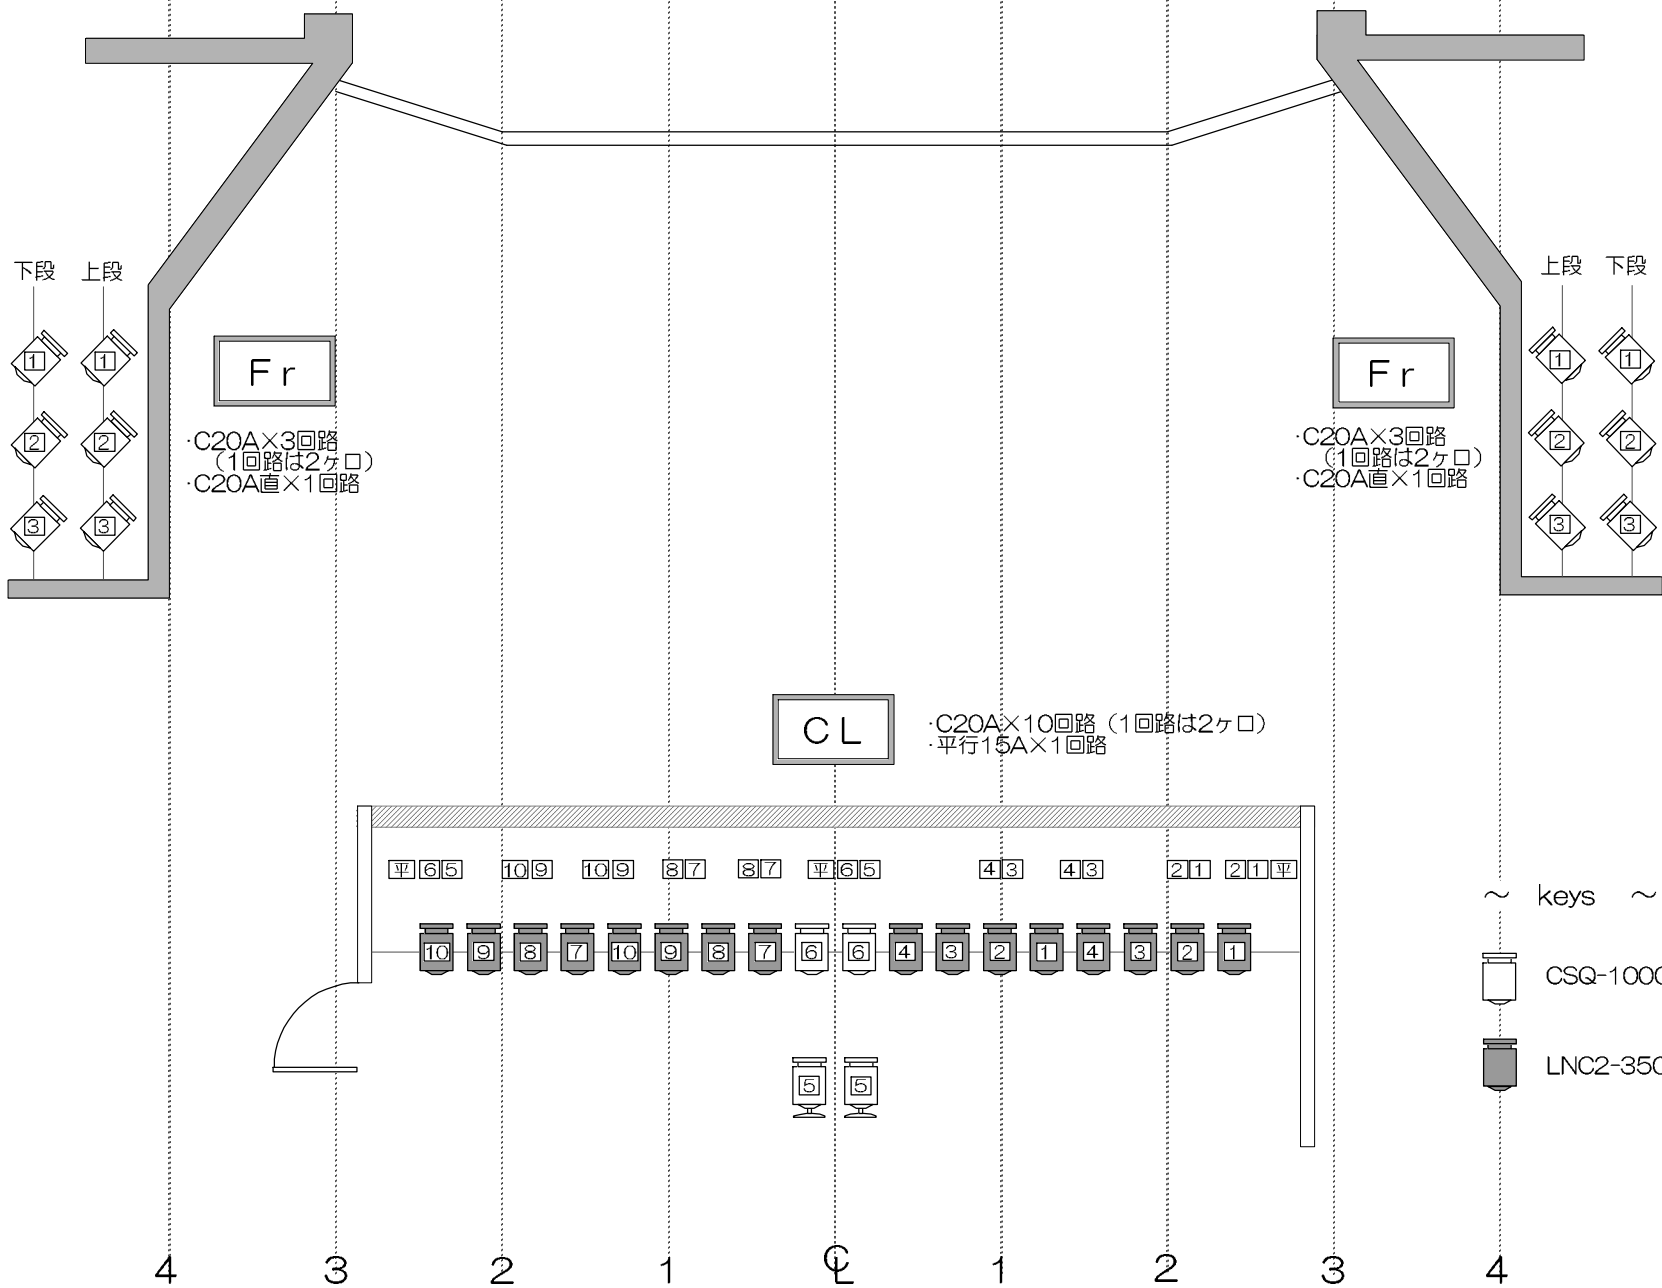 下段 上段
上段 下段
1 1
1 1
Fr
Fr
2 2
2 2
・C20A×3回路
(1回路は2ヶ口)
・C20A直×1回路
・C20A×3回路
(1回路は2ヶ口)
・C20A直×1回路
3 3
3 3
CL
・C20A×10回路 (1回路は2ヶ口)
・平行15A×1回路
平 6 5 10 9 10 9 8 7 8 7 平 6 5 4 3 4 3 2 1 2 1 平
~ keys ~
10 9 8 7 10 9 8 7 6 6 4 3 2 1 4 3 2 1
CSQ-1000
LNC2-350
5 5
4 3 2 1 CL 1 2 3 4